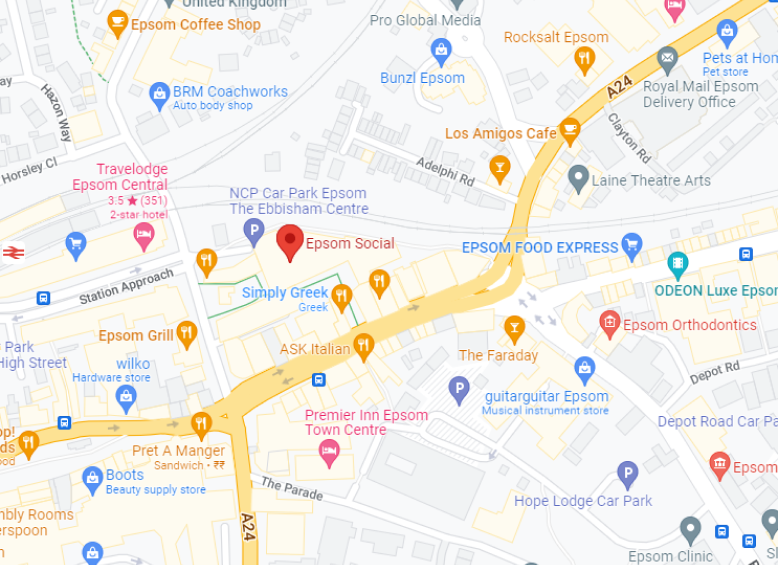 United Kingdom
Epsom Coffee Shop
Pro Global Media
Rocksalt Epsom
Pets at Hom
Pet store
Bunzl Epsom
BRM Coachworks
Auto body shop
Royal Mail Epsom
Delivery Office
A24
ay
Hazon Way
Horsley Cl
Los Amigos Cafe
Clayton Rd
Adelphi Rd
Laine Theatre Arts
Travelodge
Epsom Central
3.5 ★ (351)
2-star hotel
NCP Car Park Epsom
The Ebbisham Centre
Epsom Social
EPSOM FOOD EXPRESS
Station Approach
Simply Greek
Greek
ODEON Luxe Epsom
Epsom Grill
ASK Italian
The Faraday
Epsom Orthodontics
Park
High Street
wilko
Hardware store
Depot Rd
guitarguitar Epsom
Musical instrument store
Premier Inn Epsom
Town Centre
Depot Road Car Pa
op!
ds
ood
P
Pret A Manger
Sandwich · ₹₹
Boots
Beauty supply store
The Parade
P
Hope Lodge Car Park
Epsom
mbly Rooms
erspoon
n
A24
Epsom Clinic
Ep
Sl